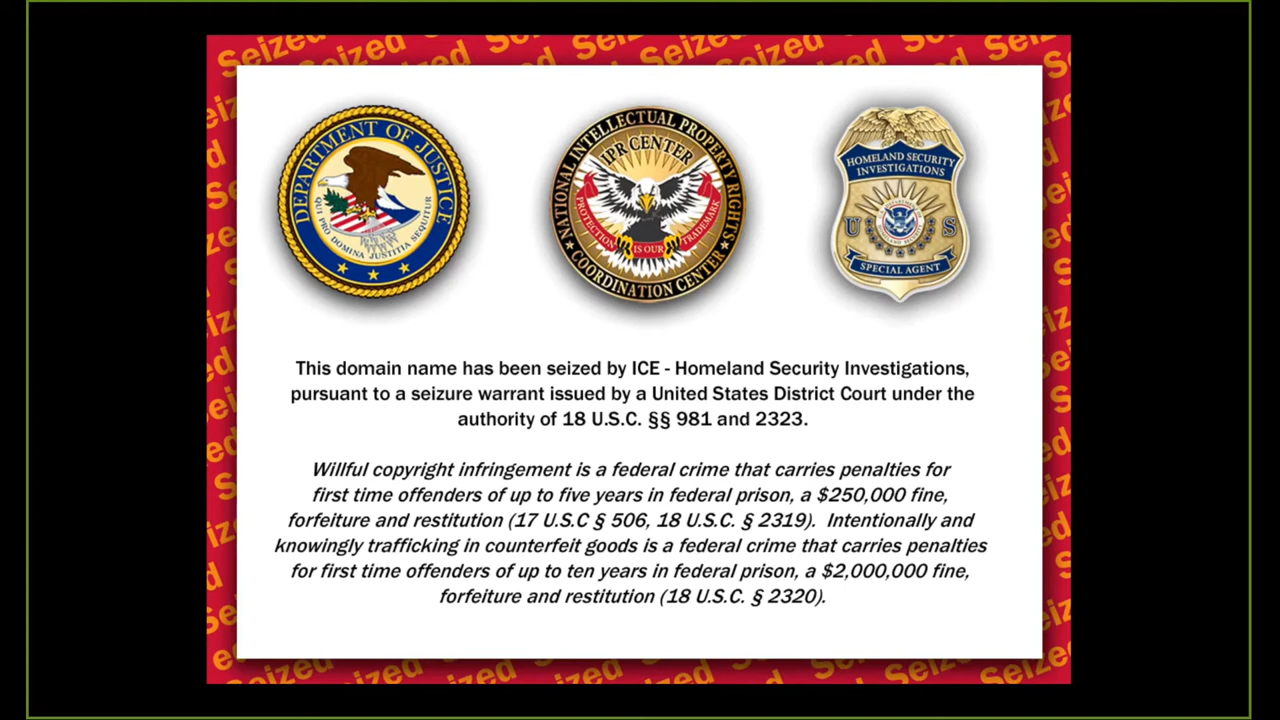 Seized
DEPARTMENT OF JUSTICE
QUI PRO DOMINA JUSTITIA SEQUITUR
NATIONAL INTELLECTUAL PROPERTY RIGHTS
COORDINATION CENTER
IPR CENTER
PROTECTION IS OUR TRADEMARK
HOMELAND SECURITY
INVESTIGATIONS
U S
SPECIAL AGENT
This domain name has been seized by ICE - Homeland Security Investigations,
pursuant to a seizure warrant issued by a United States District Court under the
authority of 18 U.S.C. §§ 981 and 2323.
Willful copyright infringement is a federal crime that carries penalties for
first time offenders of up to five years in federal prison, a $250,000 fine,
forfeiture and restitution (17 U.S.C § 506, 18 U.S.C. § 2319). Intentionally and
knowingly trafficking in counterfeit goods is a federal crime that carries penalties
for first time offenders of up to ten years in federal prison, a $2,000,000 fine,
forfeiture and restitution (18 U.S.C. § 2320).